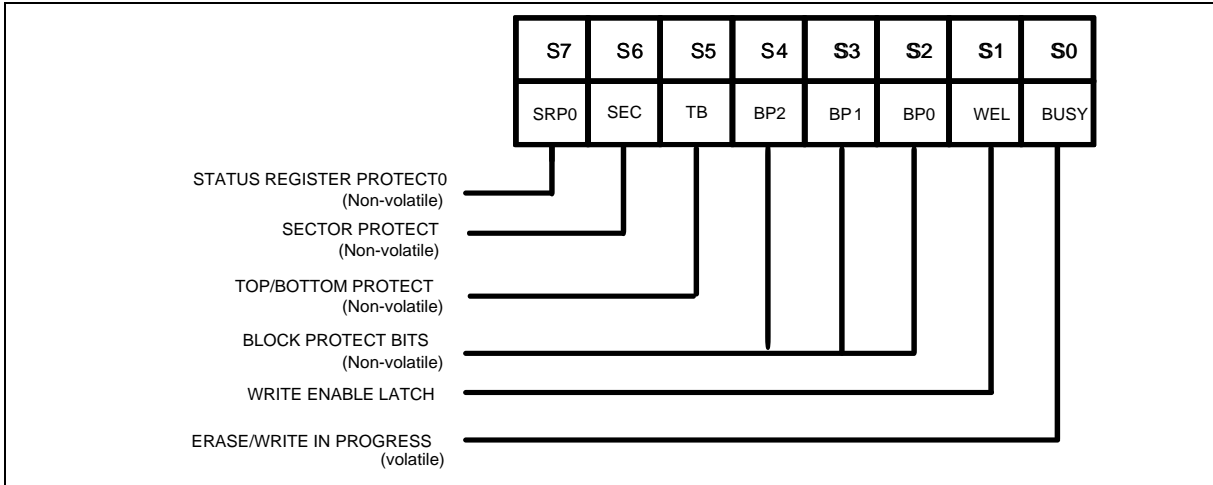 S7 S6 S5 S4 S3 S2 S1 S0
SRP0 SEC TB BP2 BP1 BP0 WEL BUSY
STATUS REGISTER PROTECT0
(Non-volatile)
SECTOR PROTECT
(Non-volatile)
TOP/BOTTOM PROTECT
(Non-volatile)
BLOCK PROTECT BITS
(Non-volatile)
WRITE ENABLE LATCH
ERASE/WRITE IN PROGRESS
(volatile)